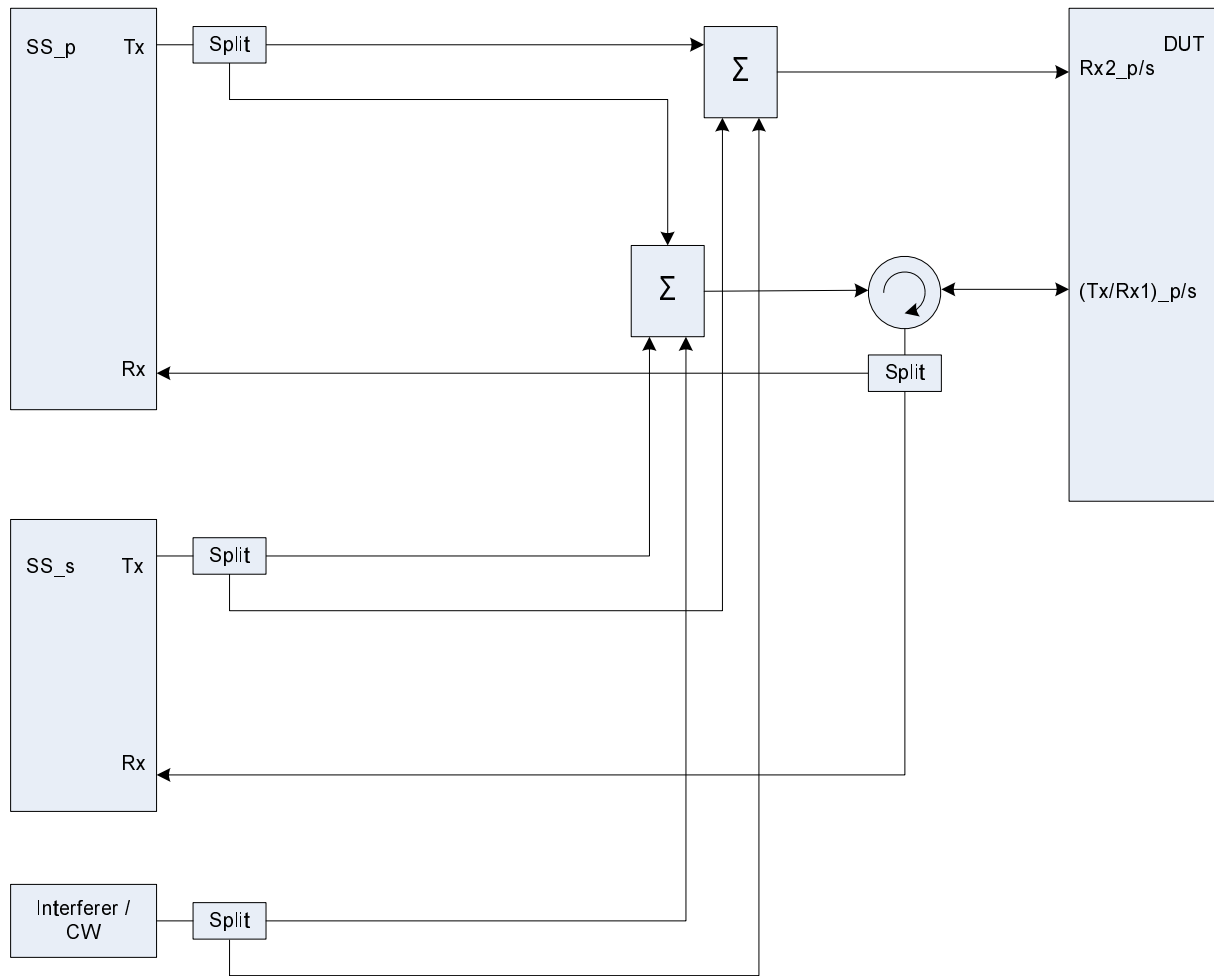 SS_p
Tx
Split
Σ
DUT
Rx2_p/s
Σ
(Tx/Rx1)_p/s
Rx
Split
SS_s
Tx
Split
Rx
Interferer /
CW
Split